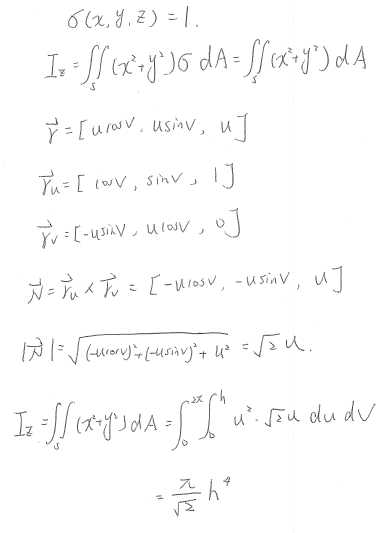 σ(x, y, z) = 1.
I_z = ∬_S (x² + y²) σ dA = ∬_S (x² + y²) dA
r⃗ = [u cos v, u sin v, u]
r⃗_u = [cos v, sin v, 1]
r⃗_v = [-u sin v, u cos v, 0]
N⃗ = r⃗_u × r⃗_v = [-u cos v, -u sin v, u]
|N⃗| = √((-u cos v)² + (-u sin v)² + u²) = √2 u.
I_z = ∬_S (x² + y²) dA = ∫₀^{2π} ∫₀^h u² · √2 u du dv
= π/√2 h⁴